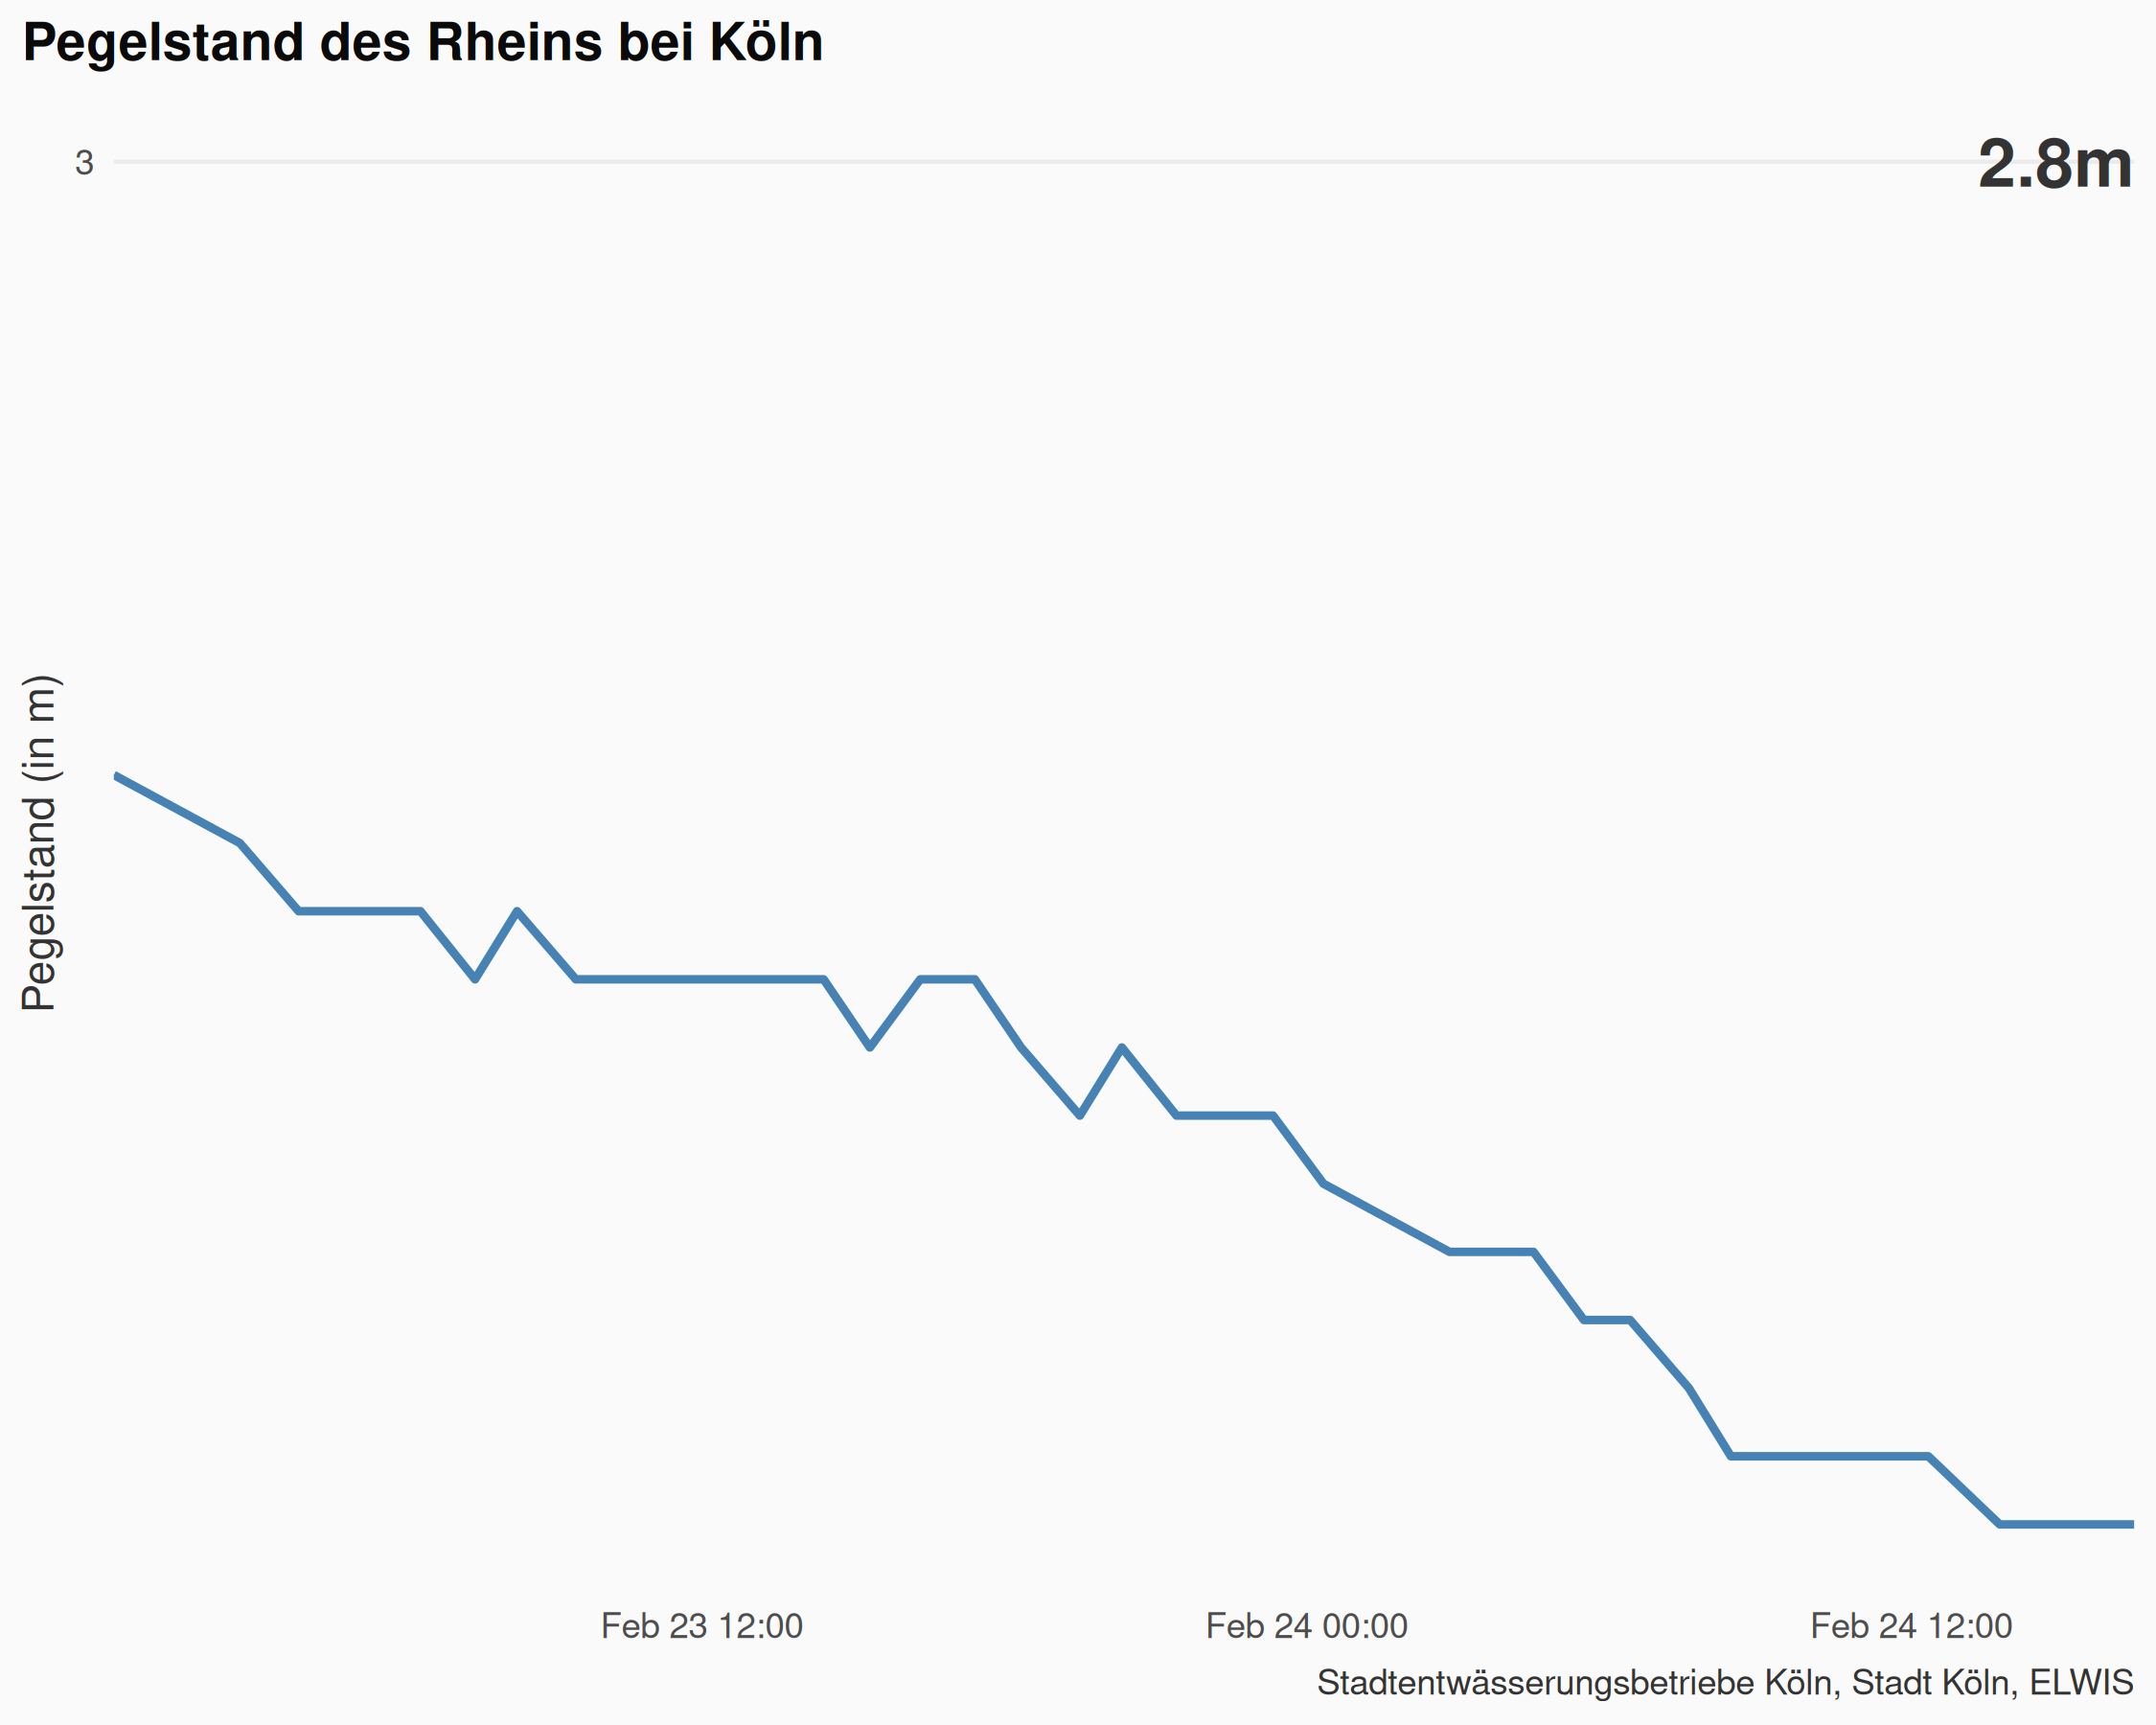 Pegelstand des Rheins bei Köln
3
2.8m
Pegelstand (in m)
Feb 23 12:00
Feb 24 00:00
Feb 24 12:00
Stadtentwässerungsbetriebe Köln, Stadt Köln, ELWIS